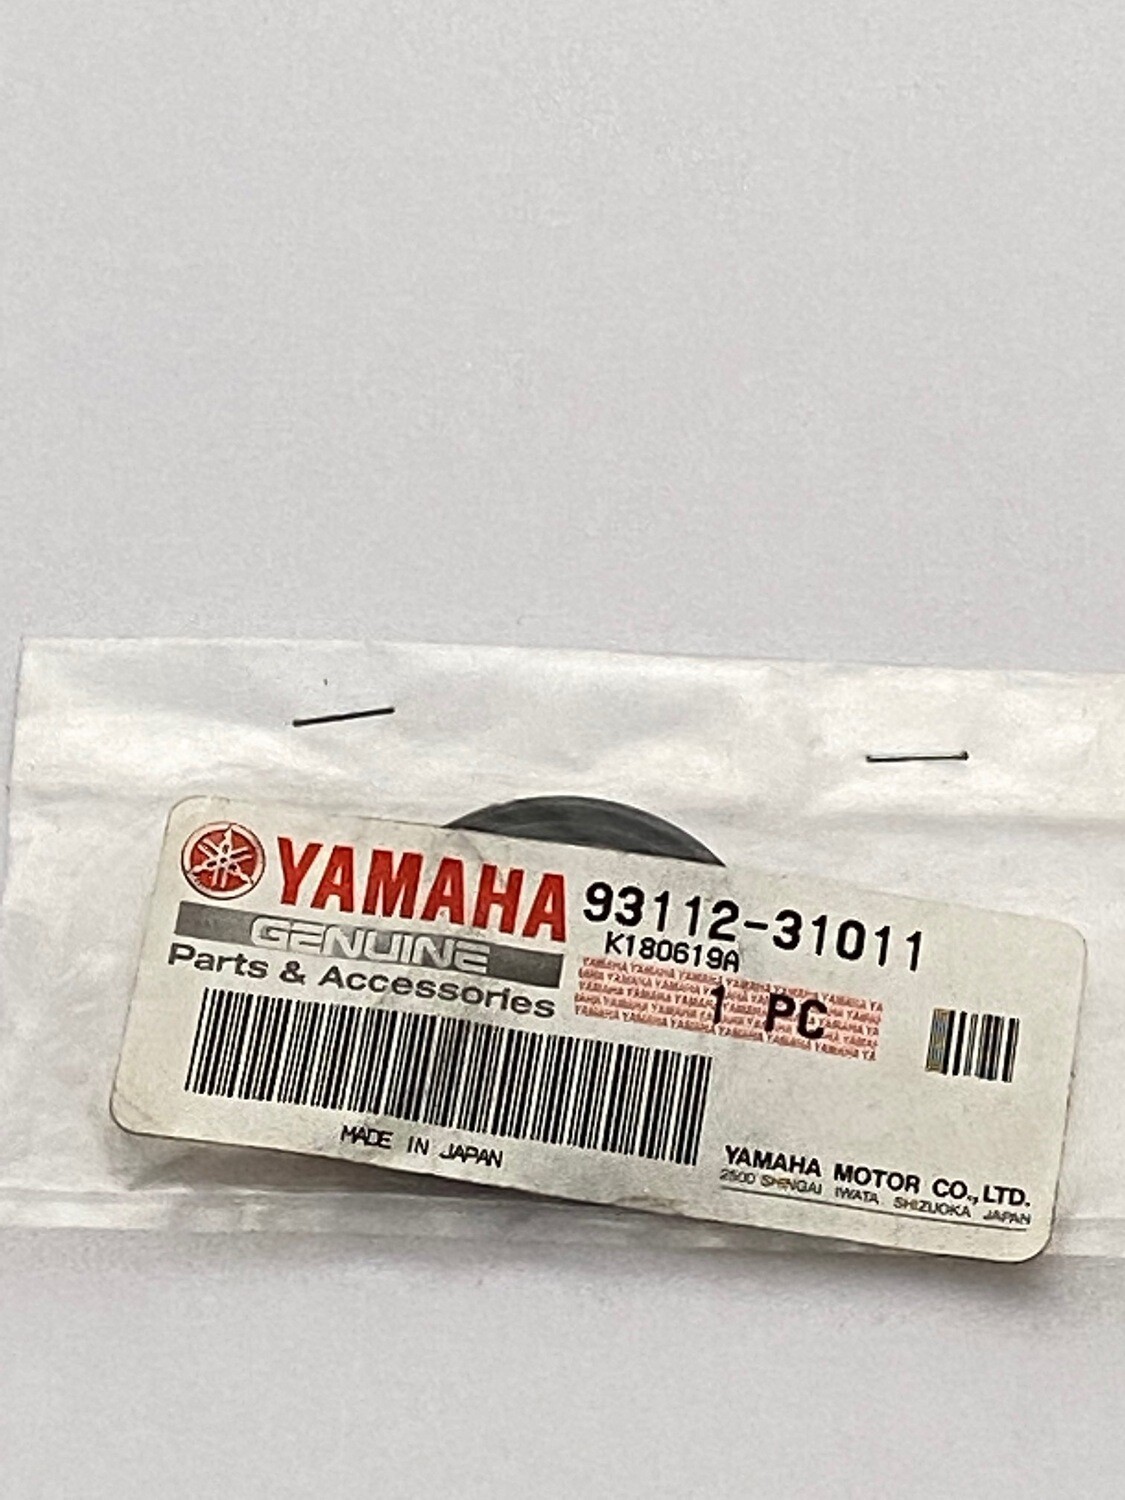 YAMAHA
GENUINE
Parts & Accessories
93112-31011
K180619A
1 PC
MADE IN JAPAN
YAMAHA MOTOR CO.,LTD.
2500 SHINGAI IWATA SHIZUOKA JAPAN